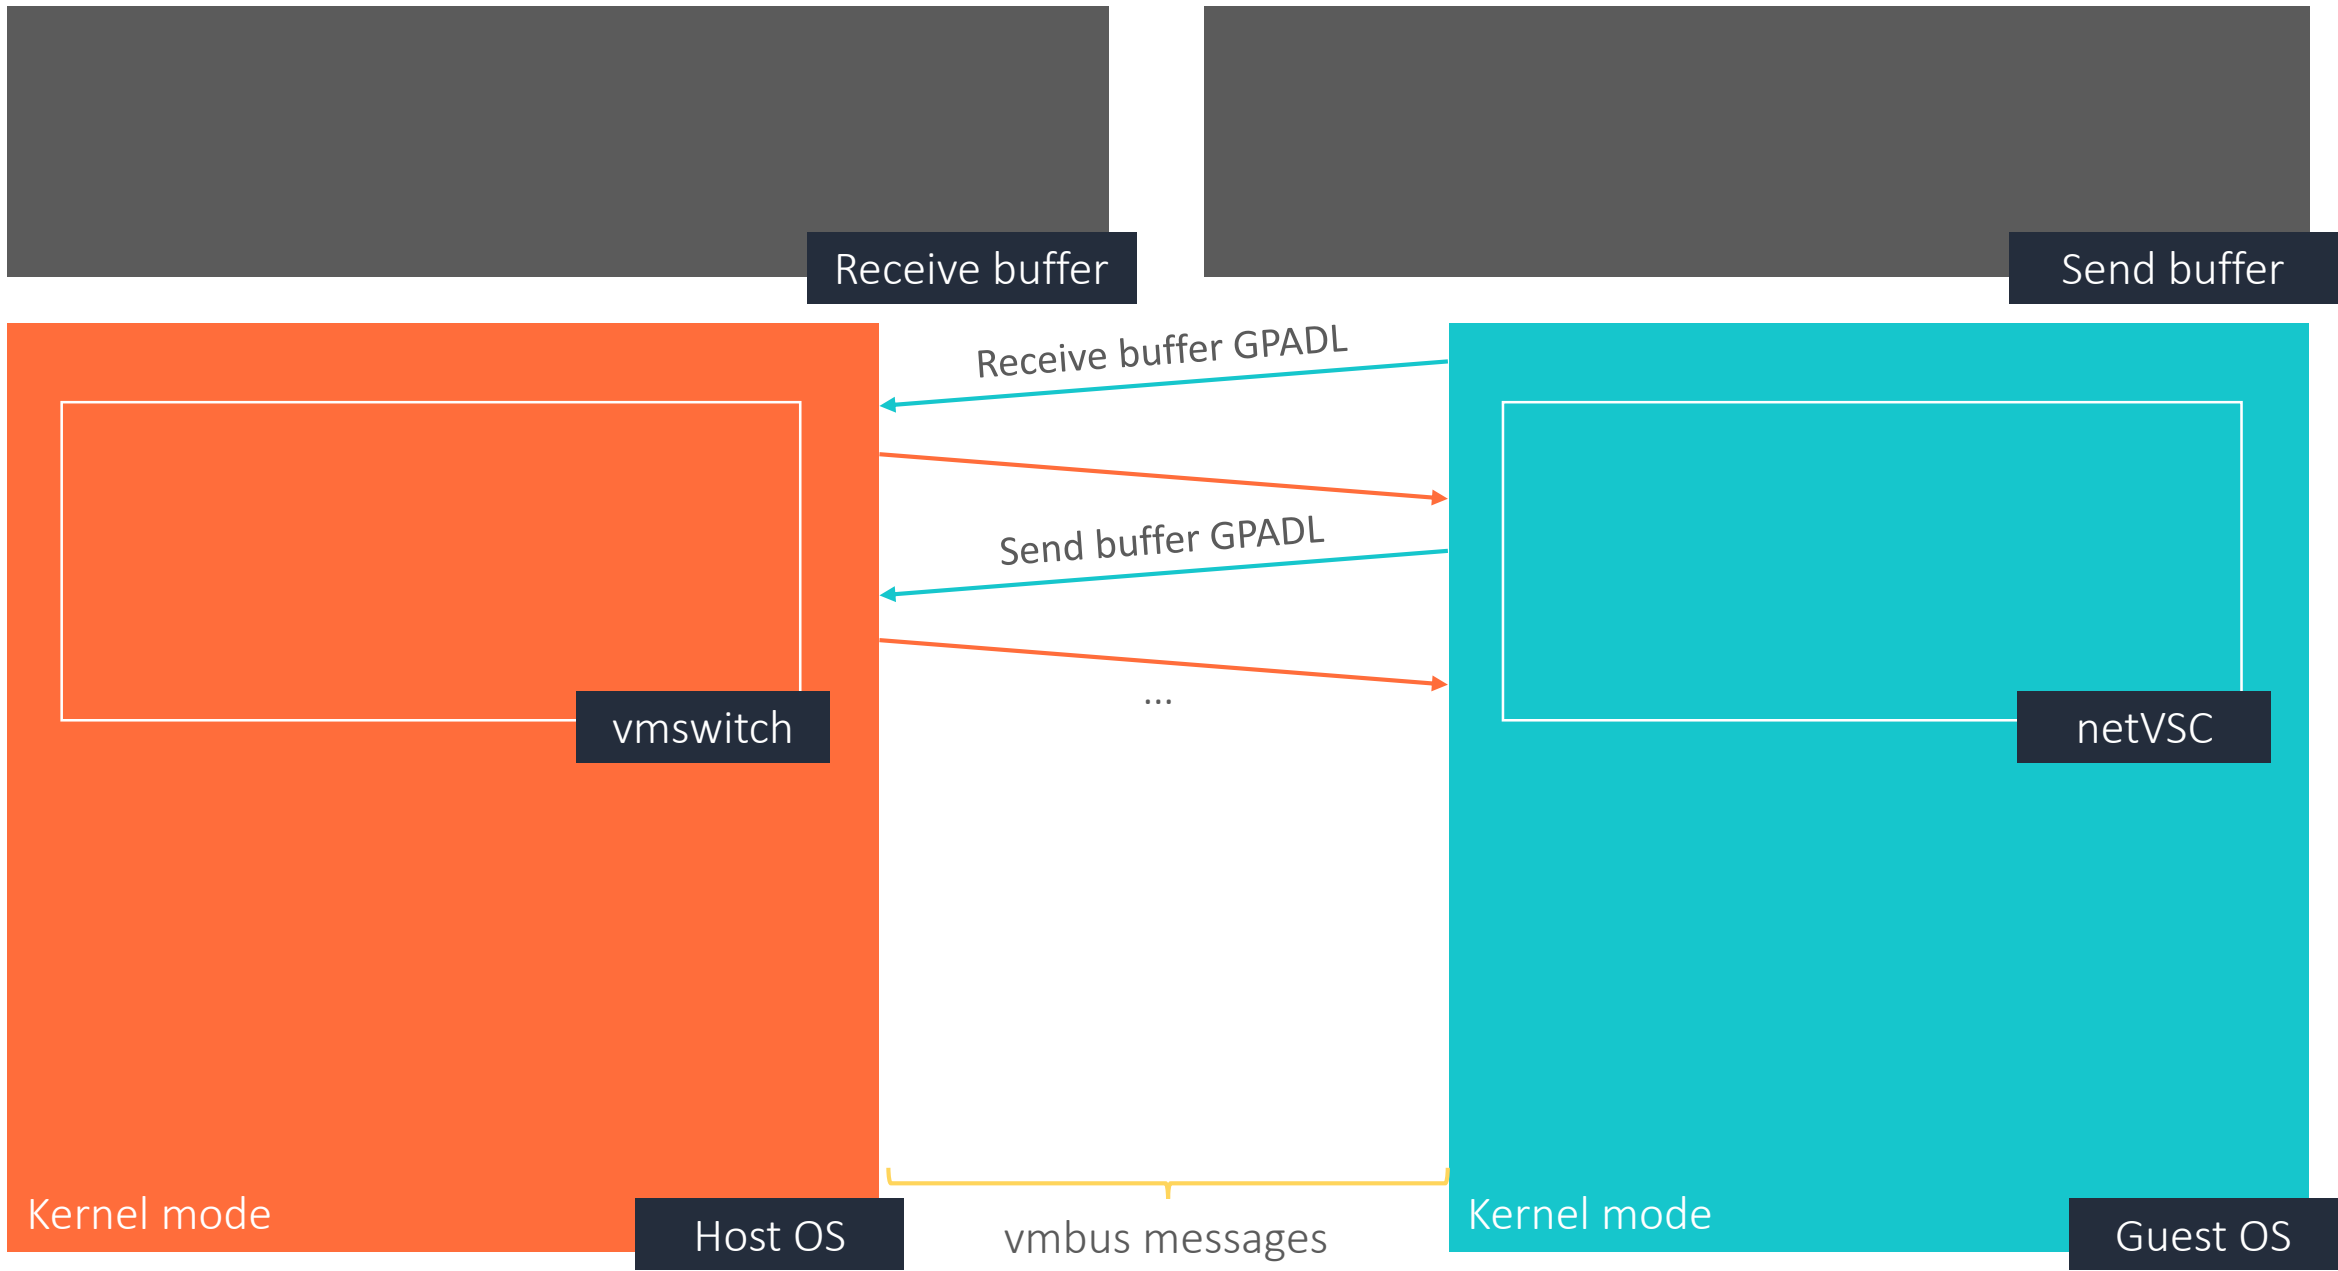 Receive buffer
Send buffer
Receive buffer GPADL
Send buffer GPADL
...
vmswitch
netVSC
Kernel mode
Host OS
vmbus messages
Kernel mode
Guest OS